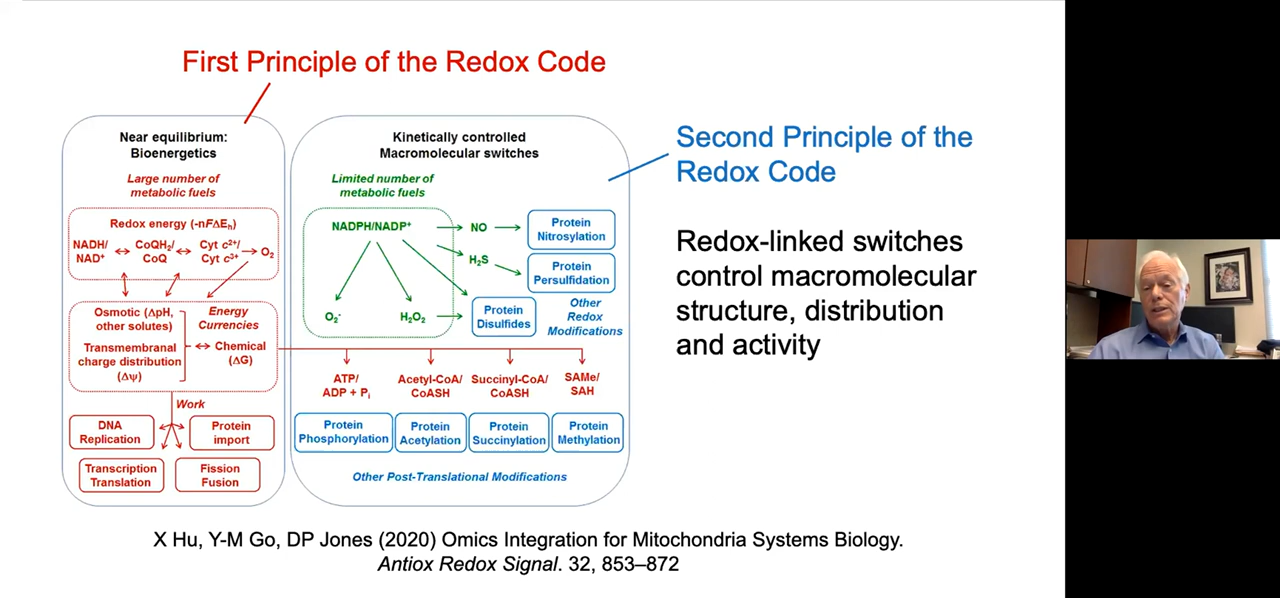 First Principle of the Redox Code
Near equilibrium:
Bioenergetics
Large number of
metabolic fuels
Redox energy (-nFΔEh)
NADH/
NAD⁺
CoQH₂/
CoQ
Cyt c²⁺/
Cyt c³⁺
O₂
Osmotic (ΔpH,
other solutes)
Transmembranal
charge distribution
(Δψ)
Energy
Currencies
Chemical
(ΔG)
Work
DNA
Replication
Protein
import
Transcription
Translation
Fission
Fusion
Kinetically controlled
Macromolecular switches
Limited number of
metabolic fuels
NADPH/NADP⁺
NO
H₂S
O₂⁻
H₂O₂
Protein
Nitrosylation
Protein
Persulfidation
Protein
Disulfides
Other
Redox
Modifications
ATP/
ADP + Pi
Acetyl-CoA/
CoASH
Succinyl-CoA/
CoASH
SAMe/
SAH
Protein
Phosphorylation
Protein
Acetylation
Protein
Succinylation
Protein
Methylation
Other Post-Translational Modifications
Second Principle of the
Redox Code
Redox-linked switches
control macromolecular
structure, distribution
and activity
X Hu, Y-M Go, DP Jones (2020) Omics Integration for Mitochondria Systems Biology.
Antiox Redox Signal. 32, 853–872